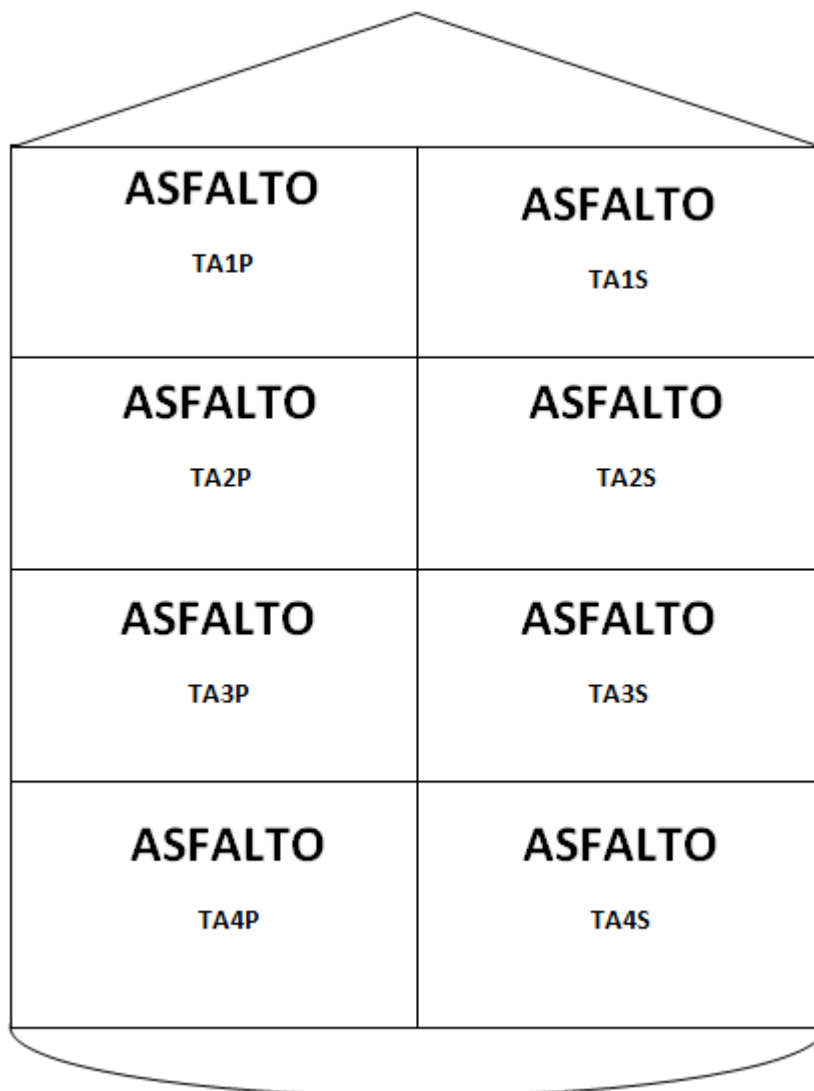 ASFALTO
TA1P
ASFALTO
TA1S
ASFALTO
TA2P
ASFALTO
TA2S
ASFALTO
TA3P
ASFALTO
TA3S
ASFALTO
TA4P
ASFALTO
TA4S